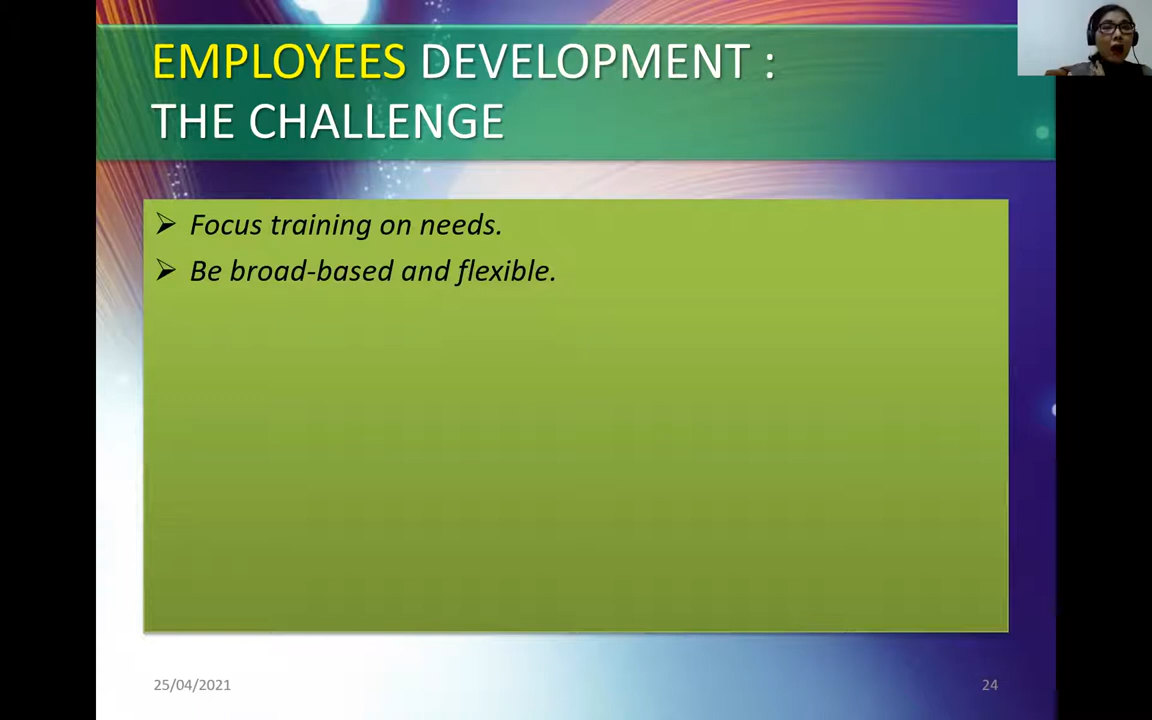 EMPLOYEES DEVELOPMENT :
THE CHALLENGE
➢ Focus training on needs.
➢ Be broad-based and flexible.
25/04/2021
24